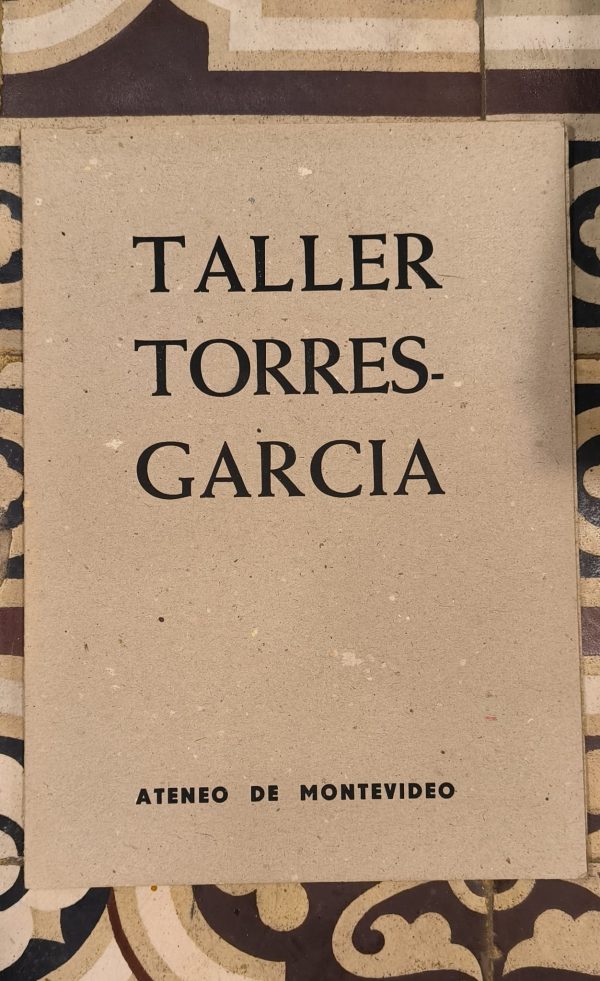 TALLER
TORRES-
GARCIA
ATENEO DE MONTEVIDEO